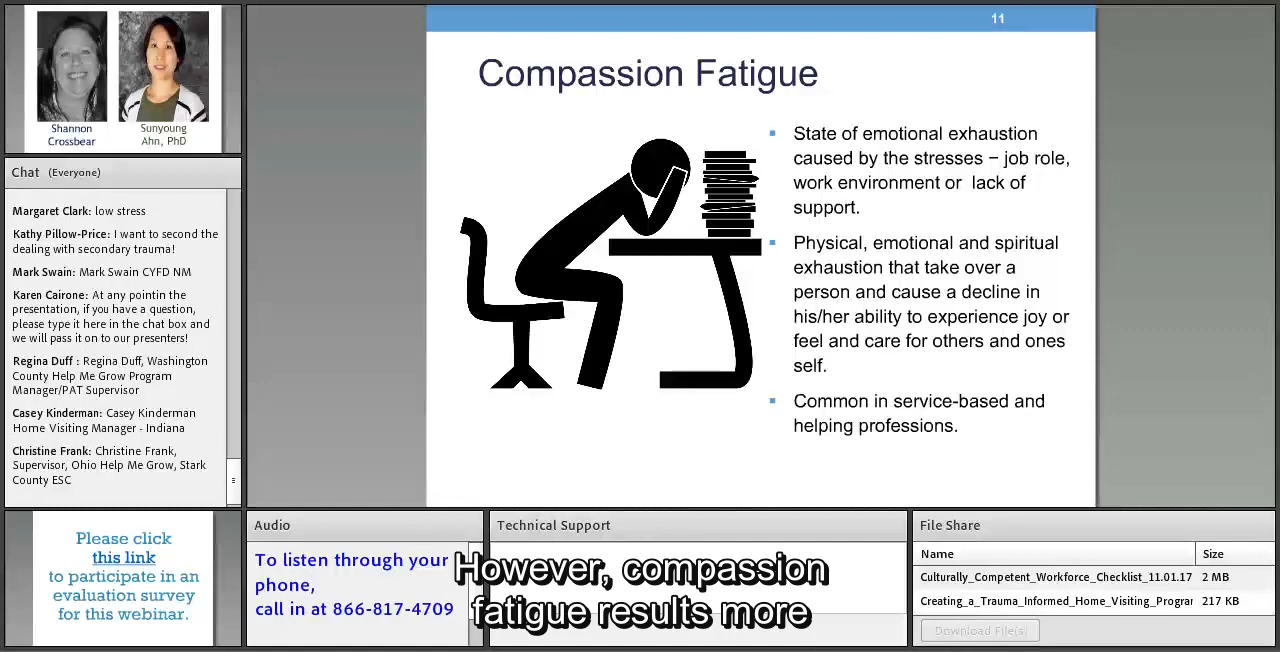 Shannon
Crossbear
Sunyoung
Ahn, PhD
Chat (Everyone)
Margaret Clark: low stress
Kathy Pillow-Price: I want to second the
dealing with secondary trauma!
Mark Swain: Mark Swain CYFD NM
Karen Cairone: At any pointin the
presentation, if you have a question,
please type it here in the chat box and
we will pass it on to our presenters!
Regina Duff : Regina Duff, Washington
County Help Me Grow Program
Manager/PAT Supervisor
Casey Kinderman: Casey Kinderman
Home Visiting Manager - Indiana
Christine Frank: Christine Frank,
Supervisor, Ohio Help Me Grow, Stark
County ESC
11
Compassion Fatigue
State of emotional exhaustion
caused by the stresses – job role,
work environment or lack of
support.
Physical, emotional and spiritual
exhaustion that take over a
person and cause a decline in
his/her ability to experience joy or
feel and care for others and ones
self.
Common in service-based and
helping professions.
Please click
this link
to participate in an
evaluation survey
for this webinar.
Audio
To listen through your
phone,
call in at 866-817-4709
Technical Support
However, compassion
fatigue results more
File Share
Name Size
Culturally_Competent_Workforce_Checklist_11.01.17 2 MB
Creating_a_Trauma_Informed_Home_Visiting_Prograr 217 KB
Download File(s)